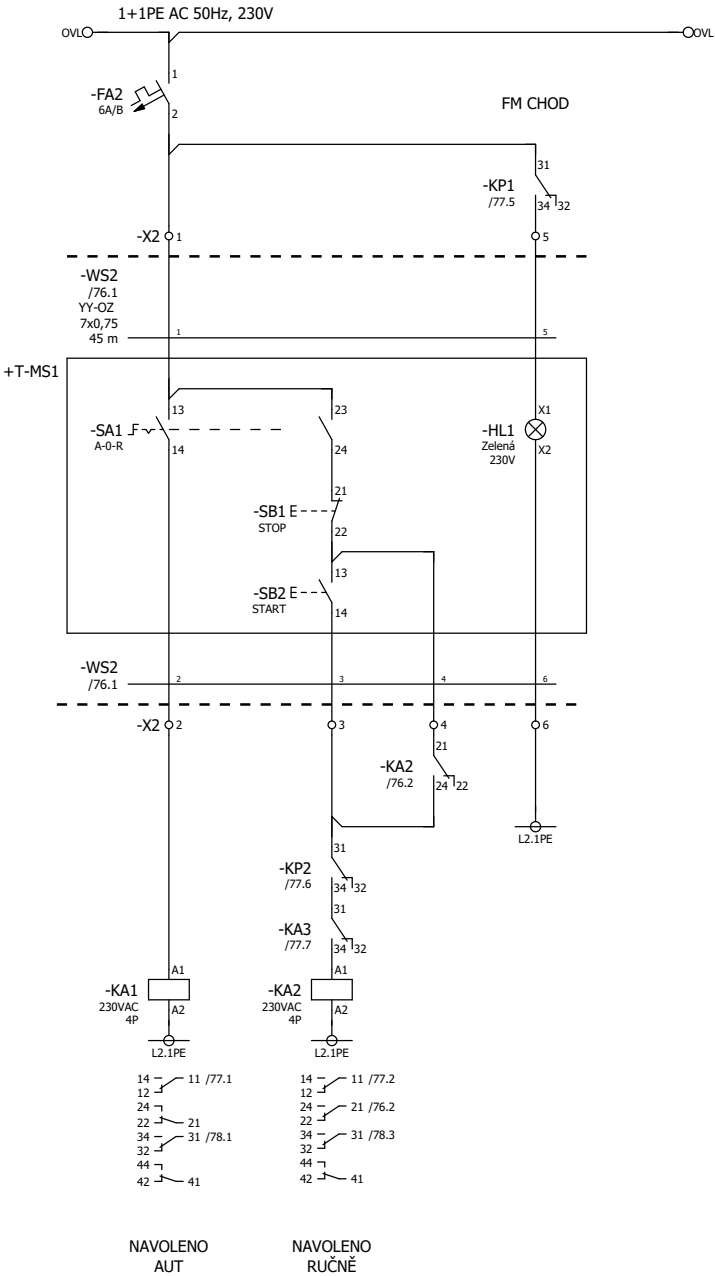 1+1PE AC 50Hz, 230V
OVL
OVL
1
-FA2
6A/B
2
FM CHOD
31
-KP1
/77.5
34
32
-X2
1
5
-WS2
/76.1
YY-OZ
7x0,75
45 m
1
5
+T-MS1
13
23
X1
-SA1
A-0-R
14
24
-HL1
Zelená
230V
X2
21
-SB1
STOP
22
13
-SB2
START
14
-WS2
/76.1
2
3
4
6
-X2
2
3
4
6
21
-KA2
/76.2
24
22
L2.1PE
31
-KP2
/77.6
34
32
31
-KA3
/77.7
34
32
A1
-KA1
230VAC
4P
A2
L2.1PE
A1
-KA2
230VAC
4P
A2
L2.1PE
14
11 /77.1
12
24
22
21
34
31 /78.1
32
44
42
41
14
11 /77.2
12
24
21 /76.2
22
34
31 /78.3
32
44
42
41
NAVOLENO
AUT
NAVOLENO
RUČNĚ